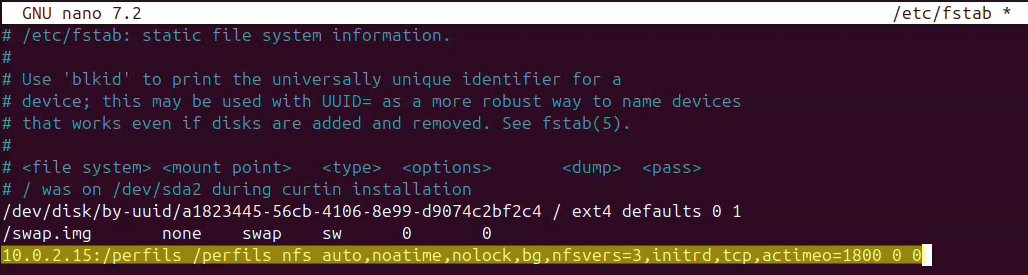 GNU nano 7.2 /etc/fstab *
# /etc/fstab: static file system information.
#
# Use 'blkid' to print the universally unique identifier for a
# device; this may be used with UUID= as a more robust way to name devices
# that works even if disks are added and removed. See fstab(5).
#
# <file system> <mount point> <type> <options> <dump> <pass>
# / was on /dev/sda2 during curtin installation
/dev/disk/by-uuid/a1823445-56cb-4106-8e99-d9074c2bf2c4 / ext4 defaults 0 1
/swap.img none swap sw 0 0
10.0.2.15:/perfils /perfils nfs auto,noatime,nolock,bg,nfsvers=3,initrd,tcp,actimeo=1800 0 0